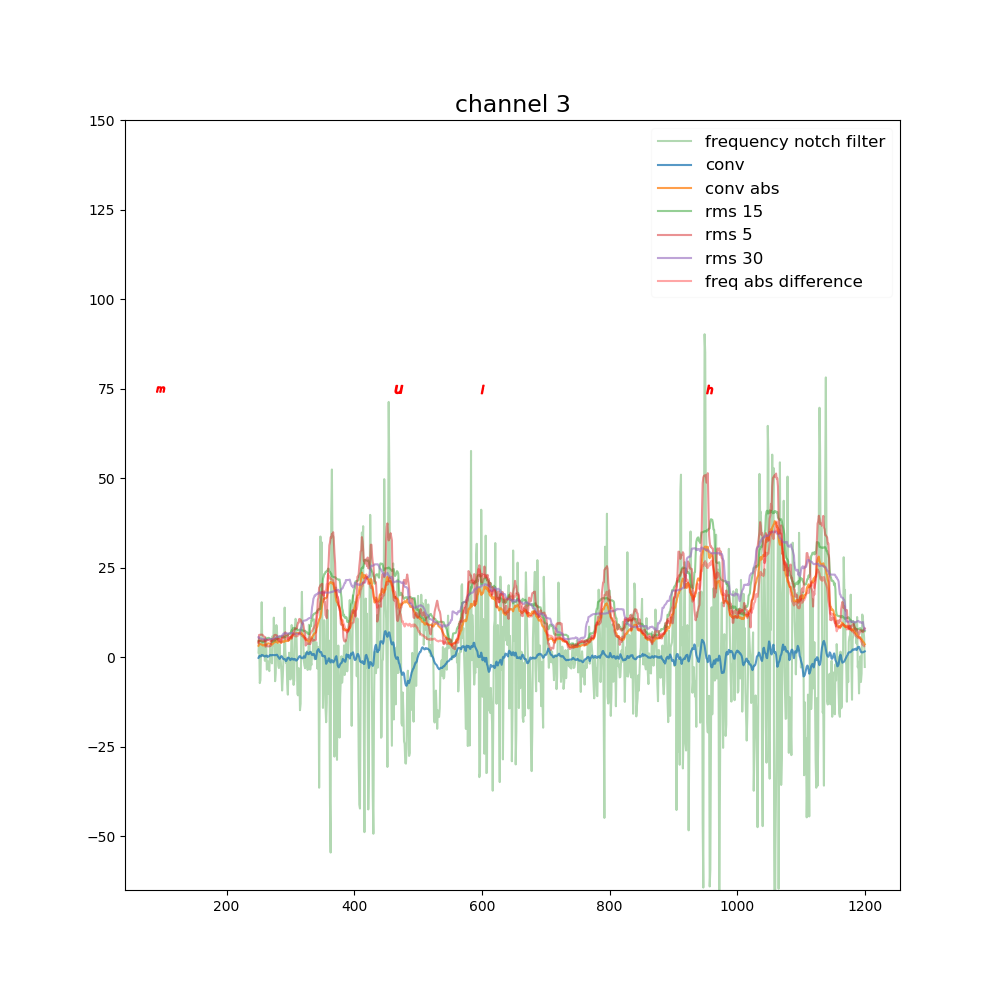 channel 3
150
125
100
75
50
25
0
−25
−50
frequency notch filter
conv
conv abs
rms 15
rms 5
rms 30
freq abs difference
m u l h
200 400 600 800 1000 1200